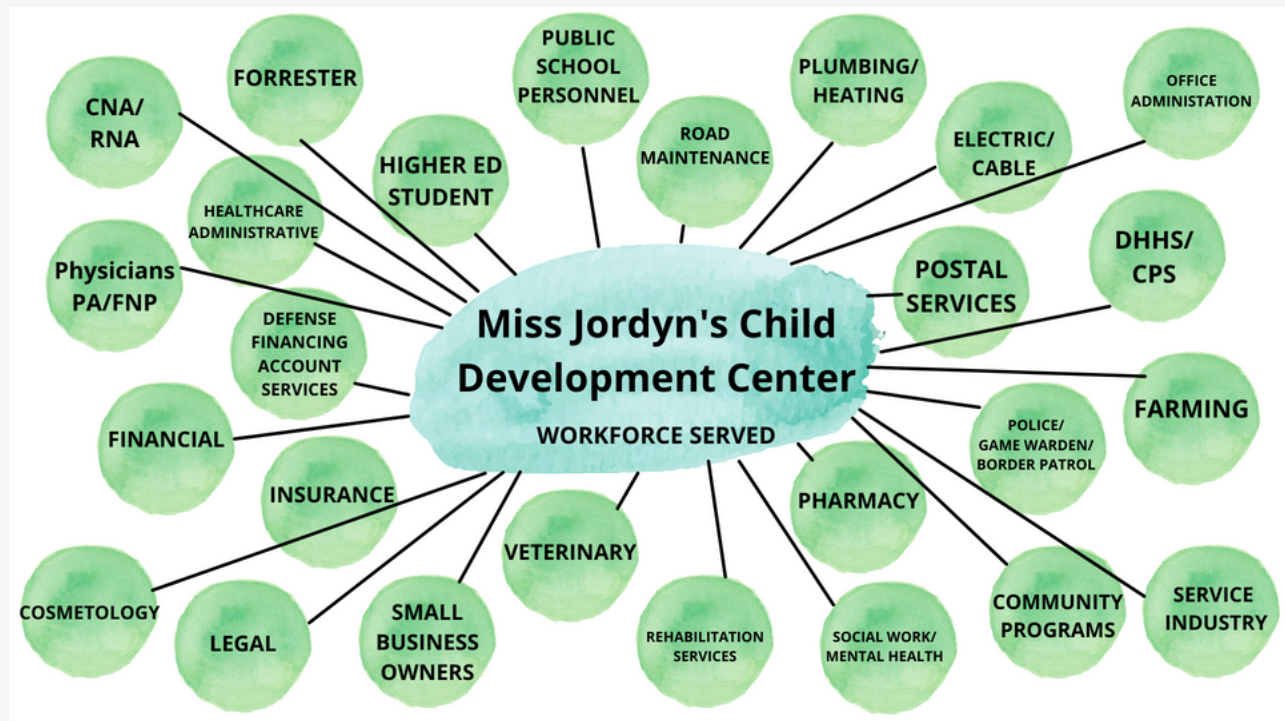 PUBLIC
SCHOOL
PERSONNEL
FORRESTER
PLUMBING/
HEATING
OFFICE
ADMINISTATION
CNA/
RNA
HIGHER ED
STUDENT
ROAD
MAINTENANCE
ELECTRIC/
CABLE
HEALTHCARE
ADMINISTRATIVE
Physicians
PA/FNP
POSTAL
SERVICES
DHHS/
CPS
DEFENSE
FINANCING
ACCOUNT
SERVICES
Miss Jordyn's Child
Development Center
WORKFORCE SERVED
FINANCIAL
FARMING
POLICE/
GAME WARDEN/
BORDER PATROL
INSURANCE
PHARMACY
VETERINARY
COSMETOLOGY
LEGAL
SMALL
BUSINESS
OWNERS
REHABILITATION
SERVICES
SOCIAL WORK/
MENTAL HEALTH
COMMUNITY
PROGRAMS
SERVICE
INDUSTRY